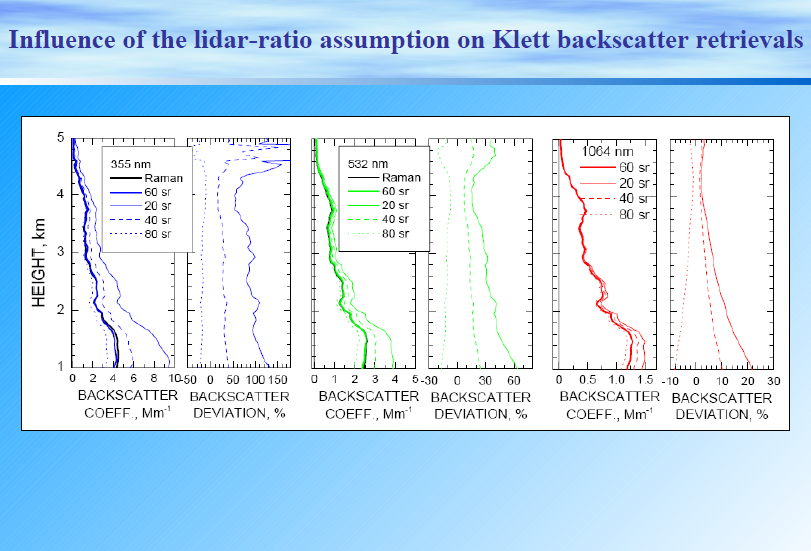 Influence of the lidar-ratio assumption on Klett backscatter retrievals
HEIGHT, km
5
4
3
2
1
355 nm
Raman
60 sr
20 sr
40 sr
80 sr
0 2 4 6 8 10
BACKSCATTER
COEFF., Mm⁻¹
-50 0 50 100 150
BACKSCATTER
DEVIATION, %
532 nm
Raman
60 sr
20 sr
40 sr
80 sr
0 1 2 3 4 5
BACKSCATTER
COEFF., Mm⁻¹
-30 0 30 60
BACKSCATTER
DEVIATION, %
1064 nm
60 sr
20 sr
40 sr
80 sr
0 0.5 1.0 1.5
BACKSCATTER
COEFF., Mm⁻¹
-10 0 10 20 30
BACKSCATTER
DEVIATION, %